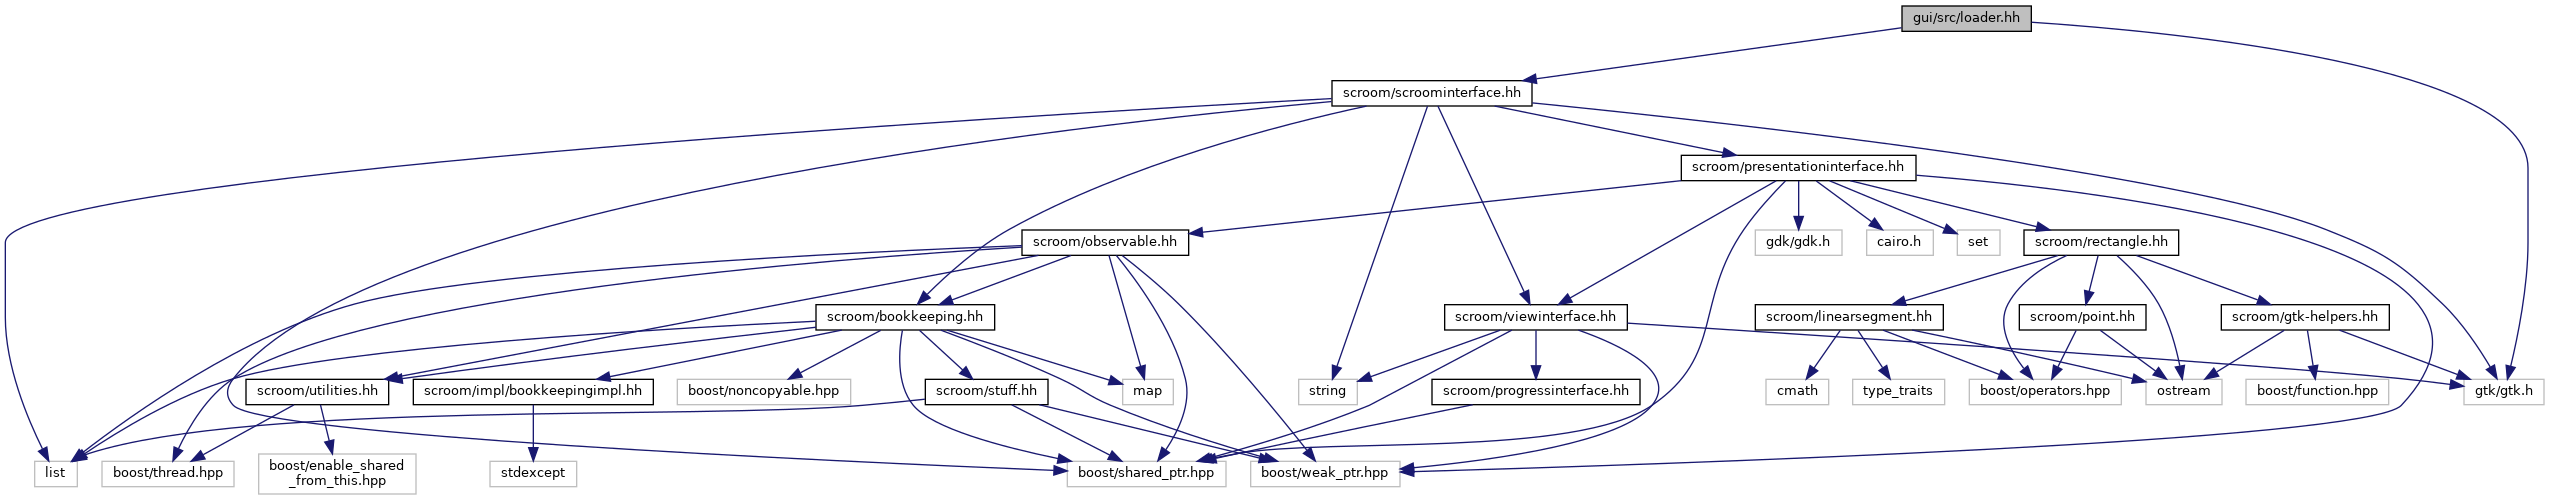 gui/src/loader.hh
scroom/scroominterface.hh
scroom/presentationinterface.hh
scroom/observable.hh
gdk/gdk.h
cairo.h
set
scroom/rectangle.hh
scroom/bookkeeping.hh
scroom/viewinterface.hh
scroom/linearsegment.hh
scroom/point.hh
scroom/gtk-helpers.hh
scroom/utilities.hh
scroom/impl/bookkeepingimpl.hh
boost/noncopyable.hpp
scroom/stuff.hh
map
string
scroom/progressinterface.hh
cmath
type_traits
boost/operators.hpp
ostream
boost/function.hpp
gtk/gtk.h
list
boost/thread.hpp
boost/enable_shared
_from_this.hpp
stdexcept
boost/shared_ptr.hpp
boost/weak_ptr.hpp